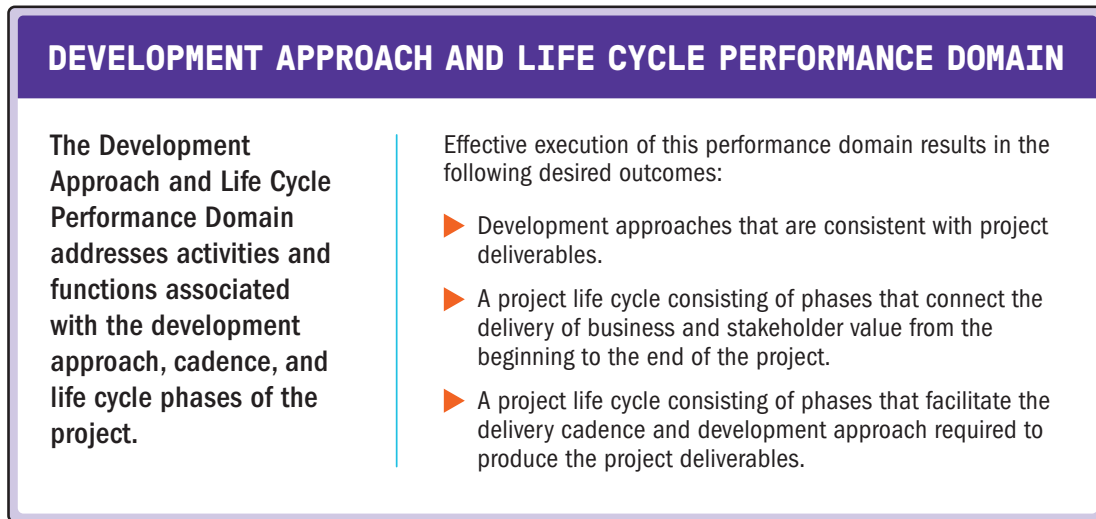 DEVELOPMENT APPROACH AND LIFE CYCLE PERFORMANCE DOMAIN
The Development
Approach and Life Cycle
Performance Domain
addresses activities and
functions associated
with the development
approach, cadence, and
life cycle phases of the
project.
Effective execution of this performance domain results in the
following desired outcomes:
Development approaches that are consistent with project
deliverables.
A project life cycle consisting of phases that connect the
delivery of business and stakeholder value from the
beginning to the end of the project.
A project life cycle consisting of phases that facilitate the
delivery cadence and development approach required to
produce the project deliverables.